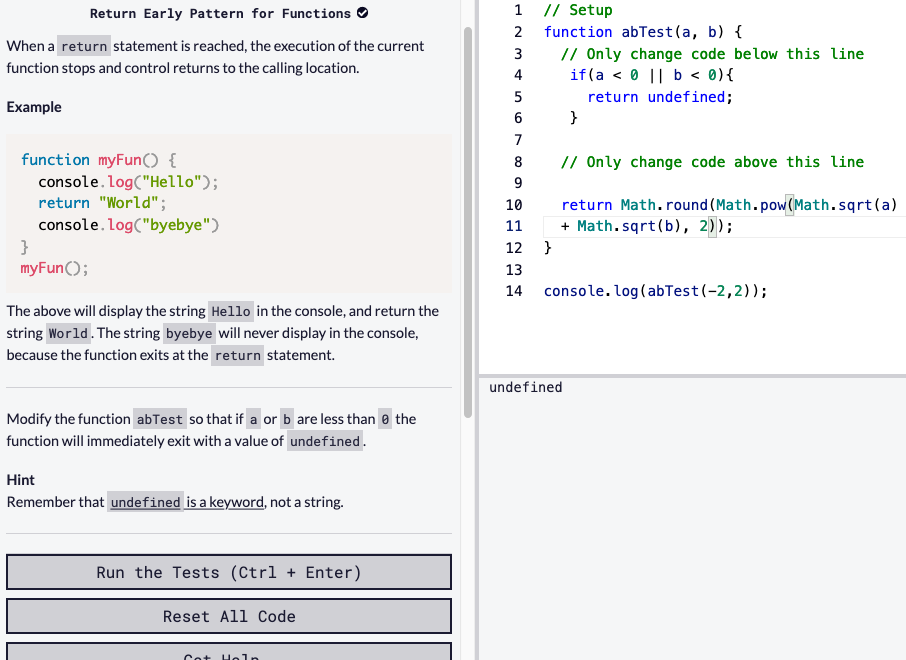 Return Early Pattern for Functions
When a return statement is reached, the execution of the current
function stops and control returns to the calling location.
Example
function myFun() {
console.log("Hello");
return "World";
console.log("byebye")
}
myFun();
The above will display the string Hello in the console, and return the
string World. The string byebye will never display in the console,
because the function exits at the return statement.
Modify the function abTest so that if a or b are less than 0 the
function will immediately exit with a value of undefined.
Hint
Remember that undefined is a keyword, not a string.
Run the Tests (Ctrl + Enter)
Reset All Code
Get Help
1 // Setup
2 function abTest(a, b) {
3 // Only change code below this line
4 if(a < 0 || b < 0){
5 return undefined;
6 }
7
8 // Only change code above this line
9
10 return Math.round(Math.pow(Math.sqrt(a)
11 + Math.sqrt(b), 2));
12 }
13
14 console.log(abTest(-2,2));
undefined